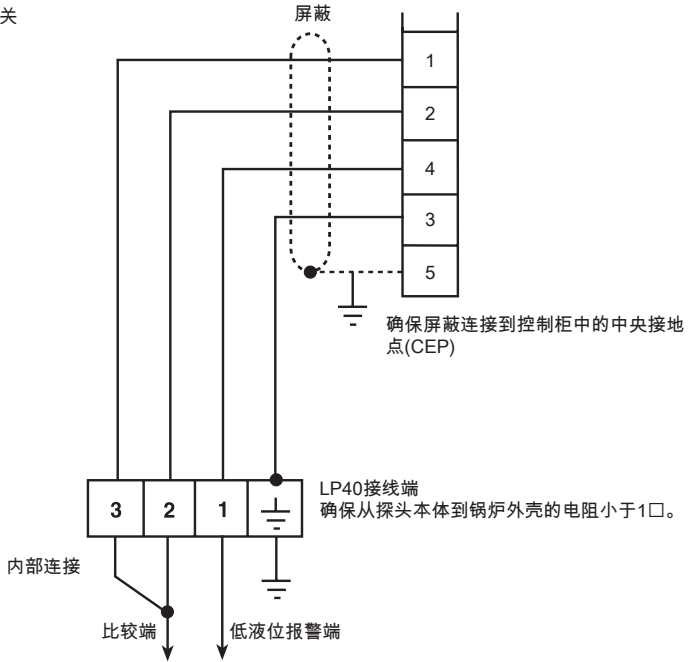 关
屏蔽
1
2
4
3
5
确保屏蔽连接到控制柜中的中央接地
点(CEP)
LP40接线端
确保从探头本体到锅炉外壳的电阻小于1□。
3 2 1
内部连接
比较端
低液位报警端